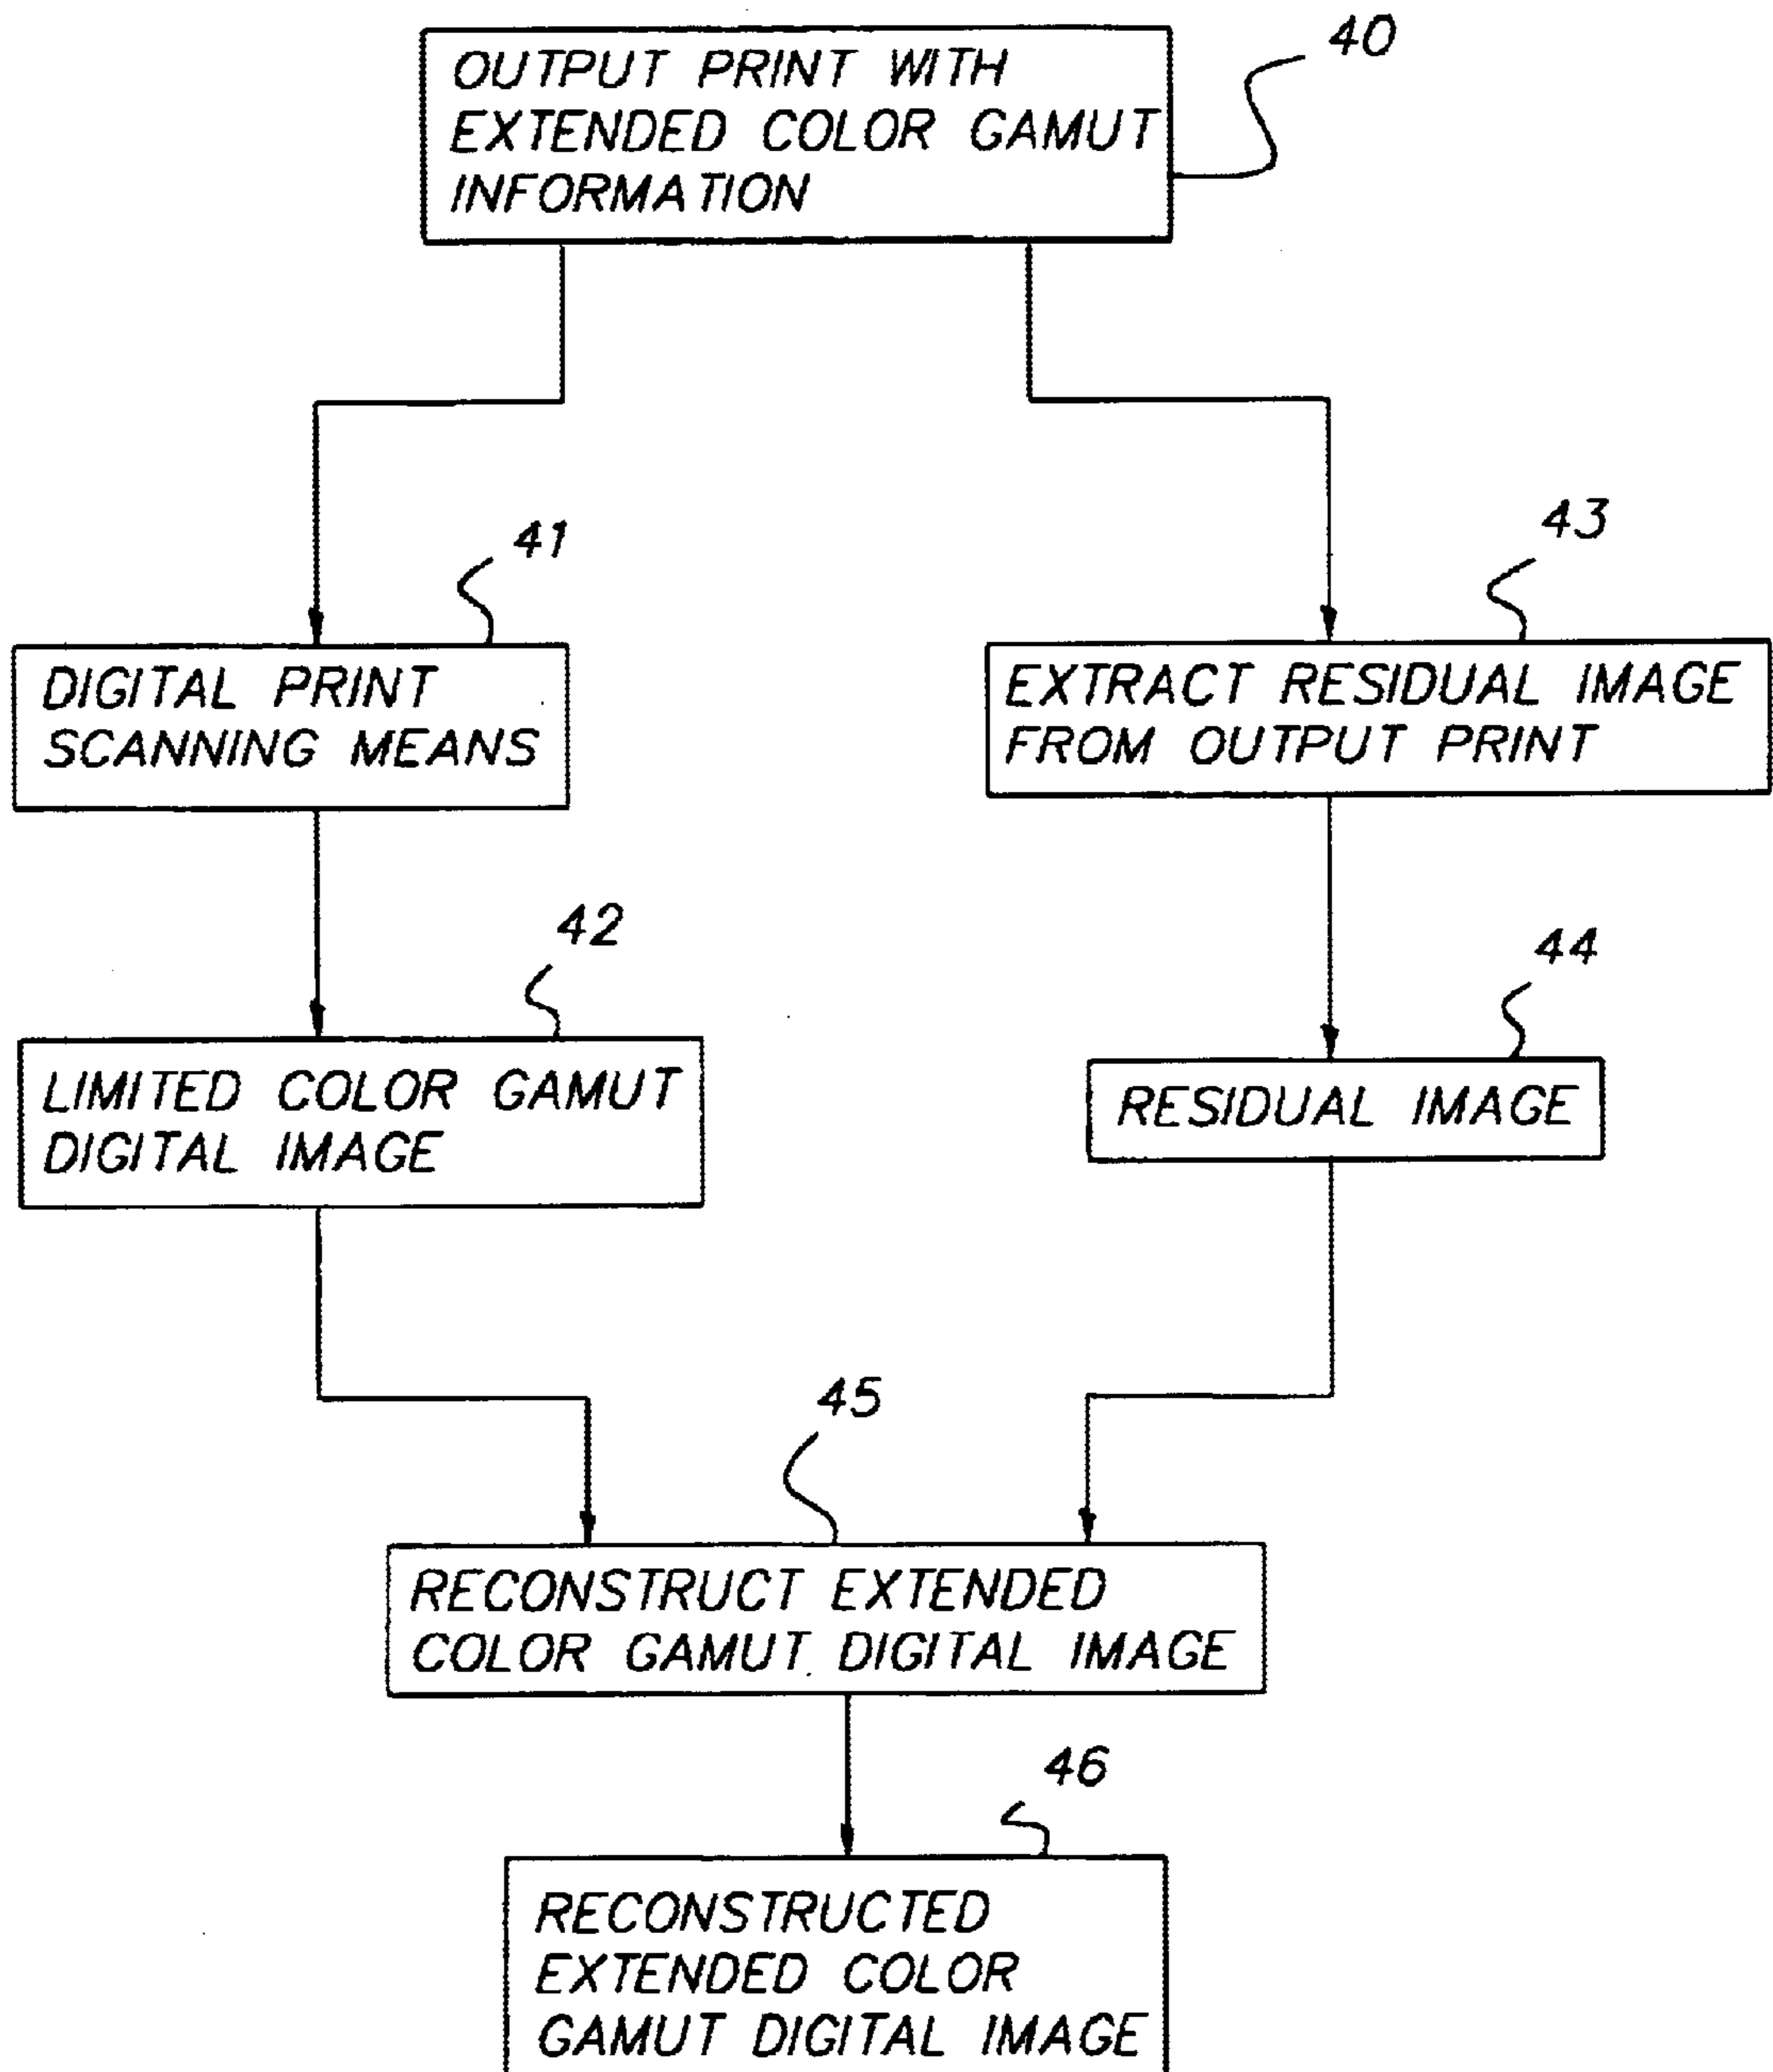 40
OUTPUT PRINT WITH
EXTENDED COLOR GAMUT
INFORMATION
41
DIGITAL PRINT
SCANNING MEANS
43
EXTRACT RESIDUAL IMAGE
FROM OUTPUT PRINT
42
LIMITED COLOR GAMUT
DIGITAL IMAGE
44
RESIDUAL IMAGE
45
RECONSTRUCT EXTENDED
COLOR GAMUT DIGITAL IMAGE
46
RECONSTRUCTED
EXTENDED COLOR
GAMUT DIGITAL IMAGE